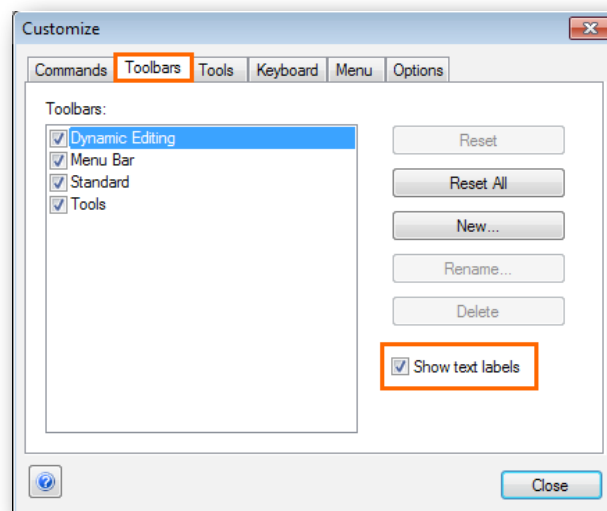 Customize
Commands Toolbars Tools Keyboard Menu Options
Toolbars:
Dynamic Editing
Menu Bar
Standard
Tools
Reset
Reset All
New...
Rename...
Delete
Show text labels
Close